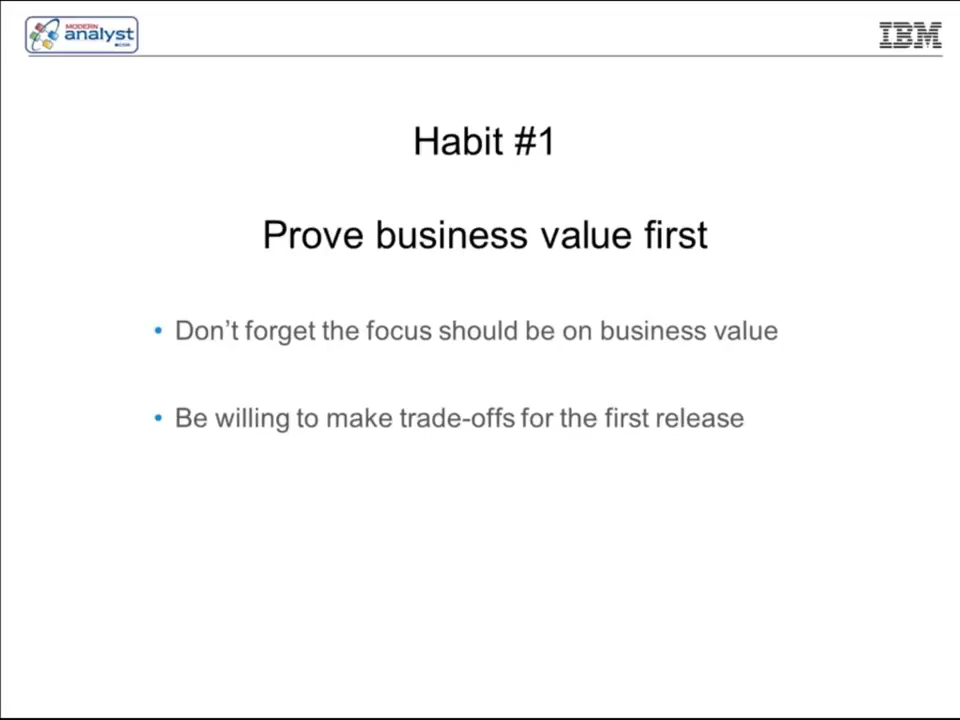 MODERN
analyst
.COM
IBM
Habit #1
Prove business value first
• Don't forget the focus should be on business value
• Be willing to make trade-offs for the first release